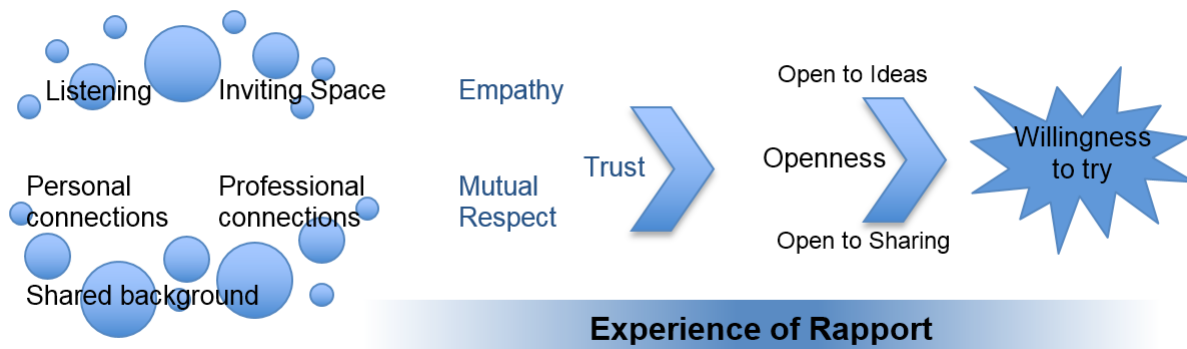 Listening
Inviting Space
Personal
connections
Professional
connections
Shared background
Empathy
Mutual
Respect
Trust
Open to Ideas
Openness
Open to Sharing
Willingness
to try
Experience of Rapport